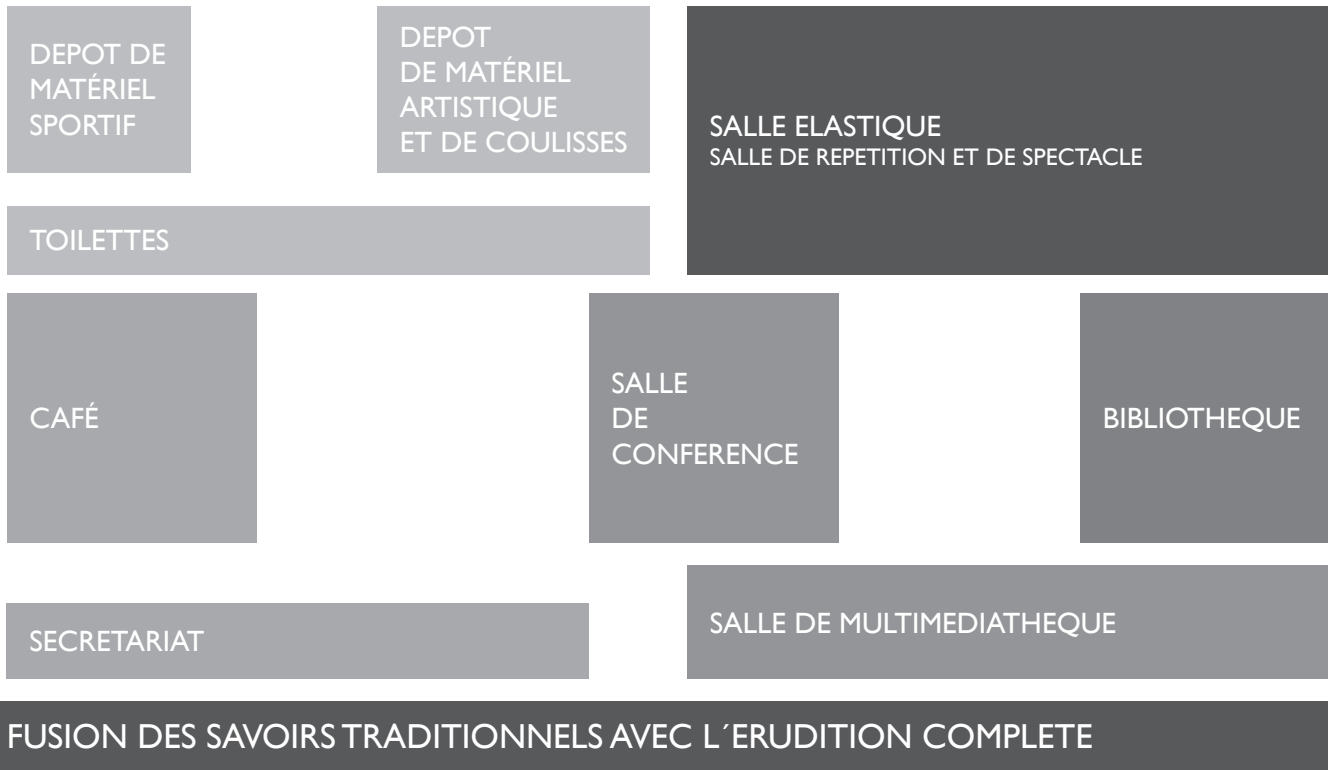 DEPOT DE
MATÉRIEL
SPORTIF
DEPOT
DE MATÉRIEL
ARTISTIQUE
ET DE COULISSES
SALLE ELASTIQUE
SALLE DE REPETITION ET DE SPECTACLE
TOILETTES
CAFÉ
SALLE
DE
CONFERENCE
BIBLIOTHEQUE
SECRETARIAT
SALLE DE MULTIMEDIATHEQUE
FUSION DES SAVOIRS TRADITIONNELS AVEC L´ERUDITION COMPLETE